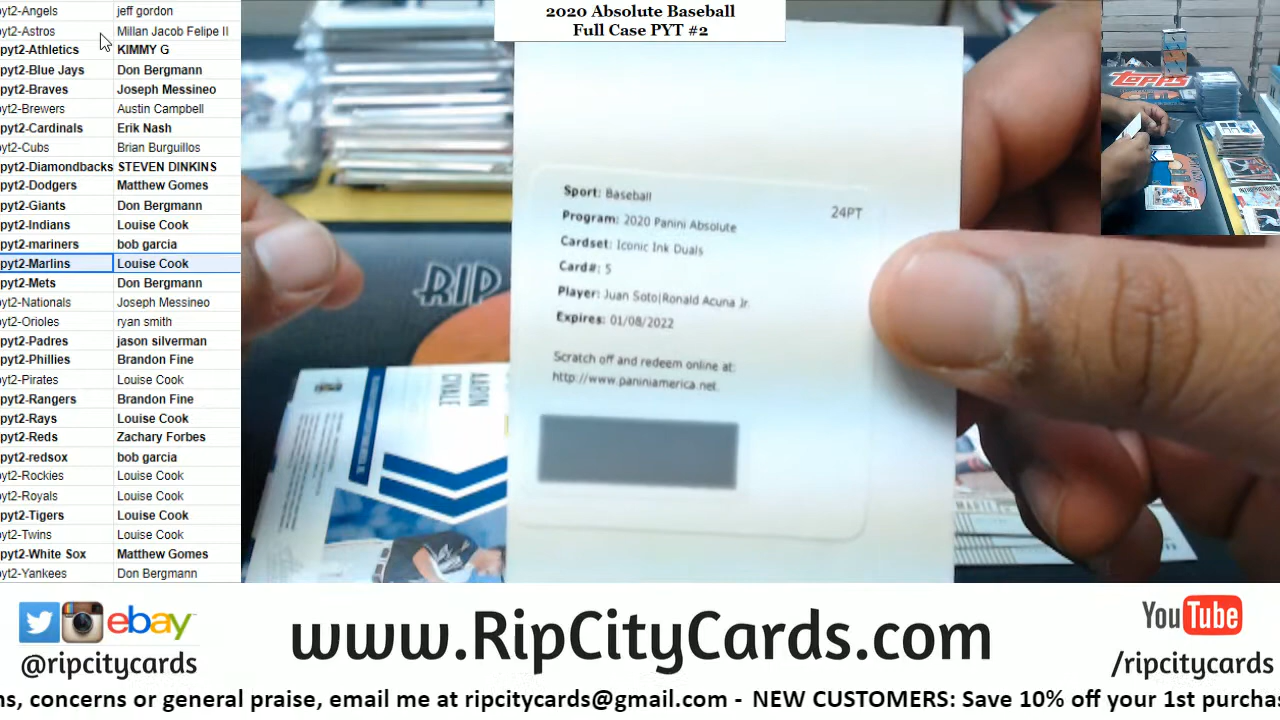 pyt2-Angels jeff gordon
pyt2-Astros Millan Jacob Felipe II
pyt2-Athletics KIMMY G
pyt2-Blue Jays Don Bergmann
pyt2-Braves Joseph Messineo
pyt2-Brewers Austin Campbell
pyt2-Cardinals Erik Nash
pyt2-Cubs Brian Burguillos
pyt2-Diamondbacks STEVEN DINKINS
pyt2-Dodgers Matthew Gomes
pyt2-Giants Don Bergmann
pyt2-Indians Louise Cook
pyt2-mariners bob garcia
pyt2-Marlins Louise Cook
pyt2-Mets Don Bergmann
pyt2-Nationals Joseph Messineo
pyt2-Orioles ryan smith
pyt2-Padres jason silverman
pyt2-Phillies Brandon Fine
pyt2-Pirates Louise Cook
pyt2-Rangers Brandon Fine
pyt2-Rays Louise Cook
pyt2-Reds Zachary Forbes
pyt2-redsox bob garcia
pyt2-Rockies Louise Cook
pyt2-Royals Louise Cook
pyt2-Tigers Louise Cook
pyt2-Twins Louise Cook
pyt2-White Sox Matthew Gomes
pyt2-Yankees Don Bergmann
2020 Absolute Baseball
Full Case PYT #2
Sport: Baseball
24PT
Program: 2020 Panini Absolute
Cardset: Iconic Ink Duals
Card#: 5
Player: Juan Soto|Ronald Acuna Jr.
Expires: 01/08/2022
Scratch off and redeem online at:
http://www.paniniamerica.net
RIP
AARON
CIVALE
Topps
ebay
@ripcitycards
www.RipCityCards.com
YouTube
/ripcitycards
ns, concerns or general praise, email me at ripcitycards@gmail.com - NEW CUSTOMERS: Save 10% off your 1st purcha